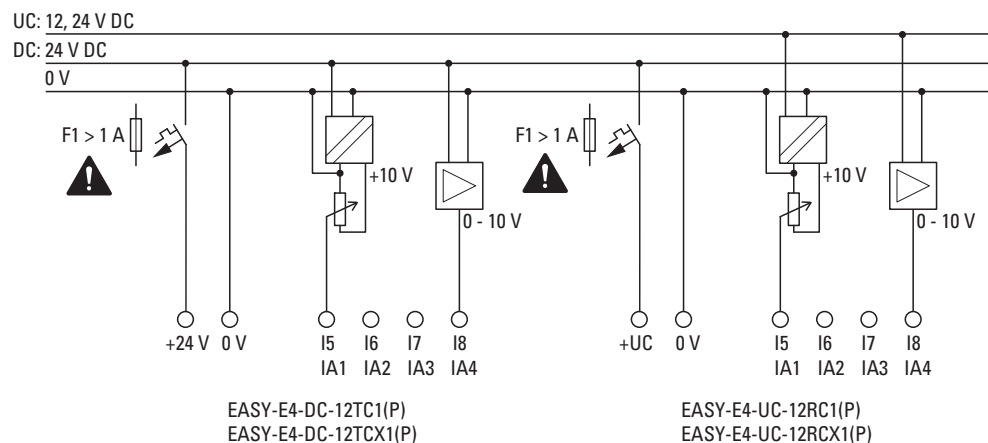 UC: 12, 24 V DC
DC: 24 V DC
0 V
F1 > 1 A
+10 V
0 - 10 V
F1 > 1 A
+10 V
0 - 10 V
+24 V 0 V I5 I6 I7 I8
IA1 IA2 IA3 IA4
+UC 0 V I5 I6 I7 I8
IA1 IA2 IA3 IA4
EASY-E4-DC-12TC1(P)
EASY-E4-DC-12TCX1(P)
EASY-E4-UC-12RC1(P)
EASY-E4-UC-12RCX1(P)